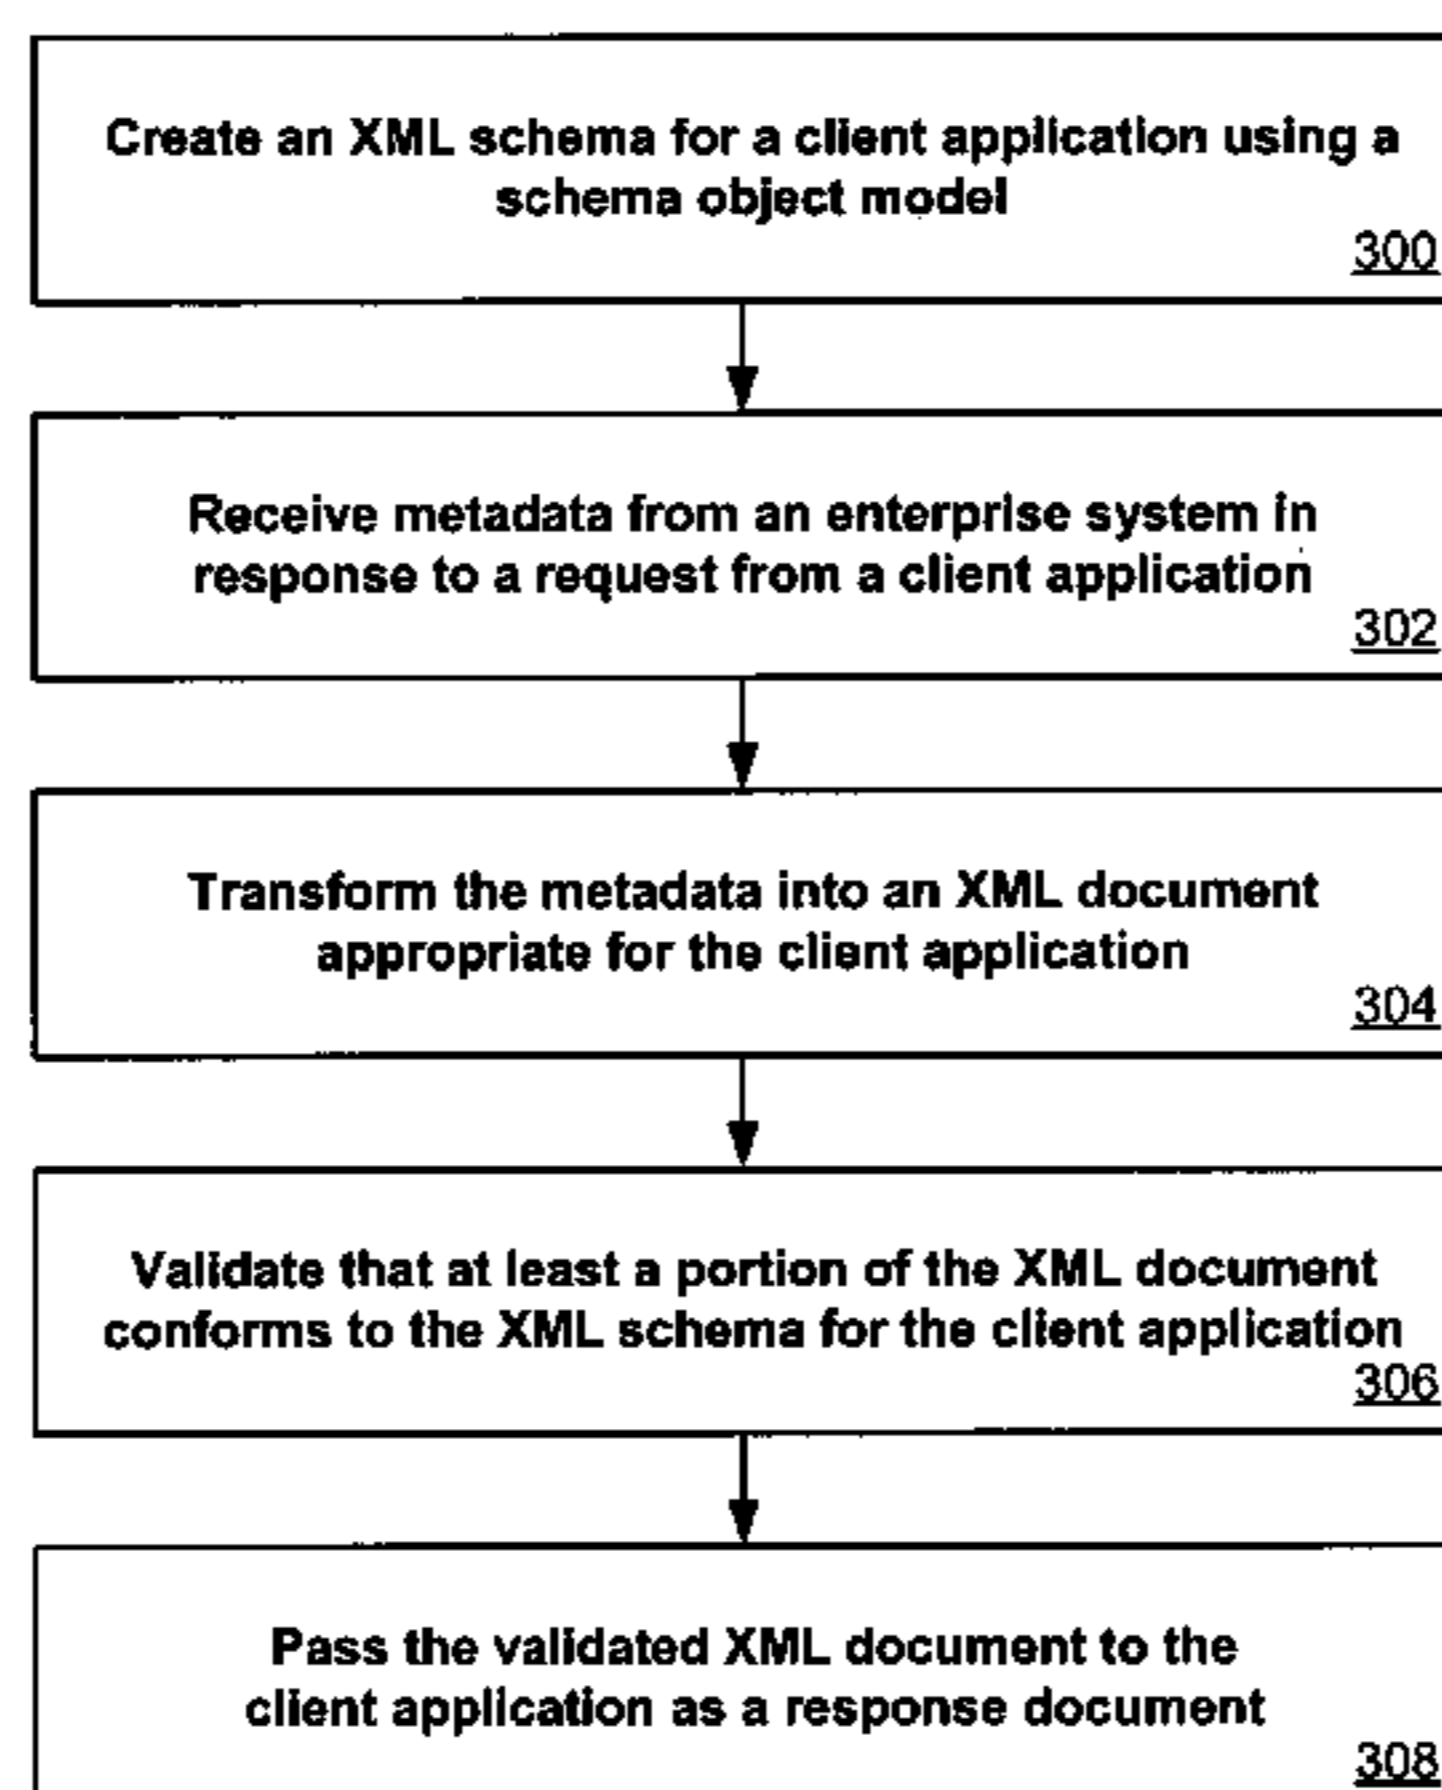 Create an XML schema for a client application using a
schema object model
300
Receive metadata from an enterprise system in
response to a request from a client application
302
Transform the metadata into an XML document
appropriate for the client application
304
Validate that at least a portion of the XML document
conforms to the XML schema for the client application
306
Pass the validated XML document to the
client application as a response document
308